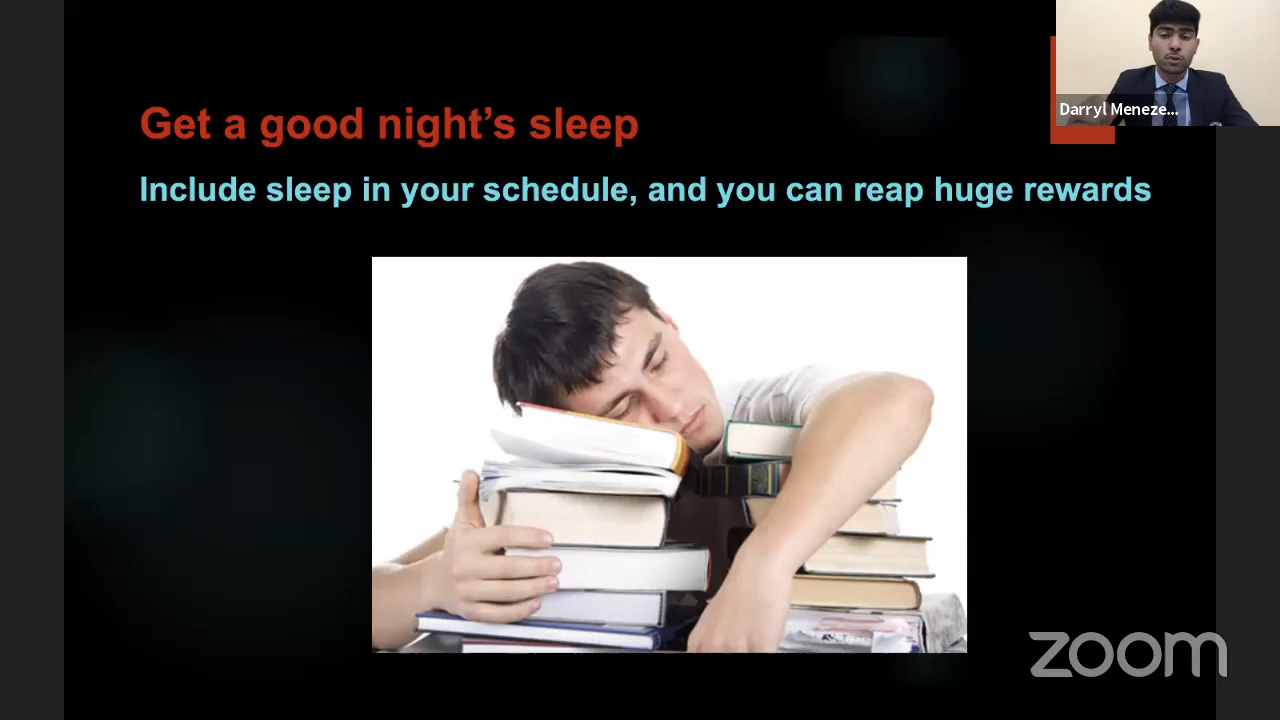 Get a good night’s sleep
Include sleep in your schedule, and you can reap huge rewards
Darryl Meneze...
zoom